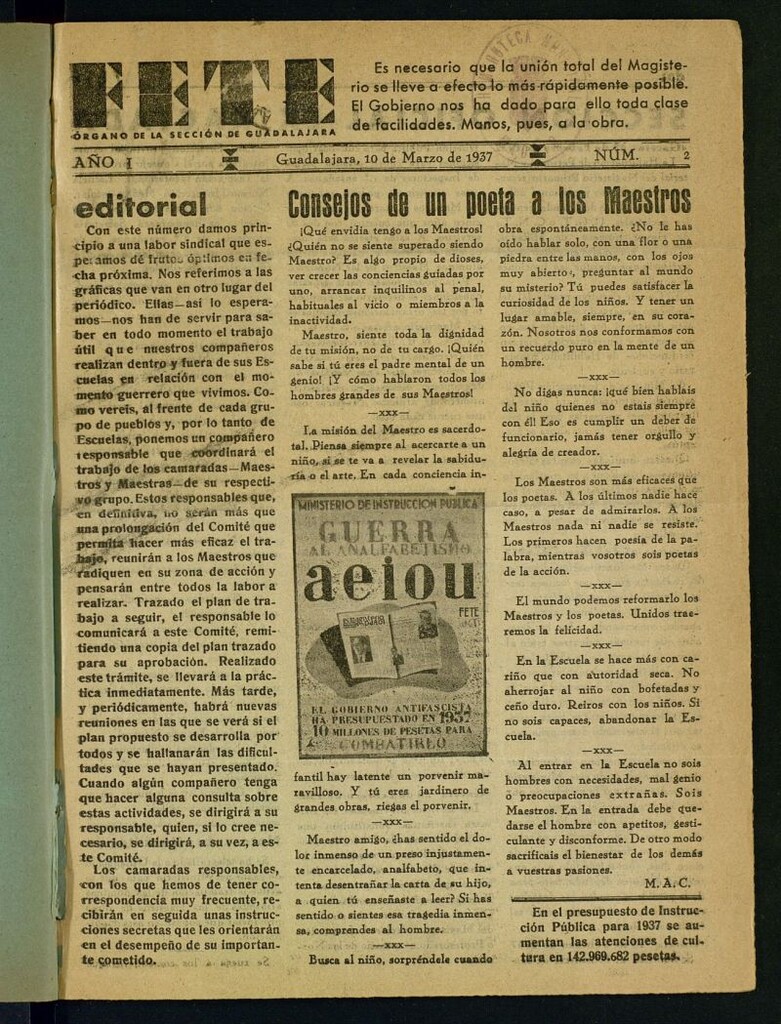 FETE
ÓRGANO DE LA SECCIÓN DE GUADALAJARA
Es necesario que la unión total del Magiste-
rio se lleve a efecto lo más rápidamente posible.
El Gobierno nos ha dado para ello toda clase
de facilidades. Manos, pues, a la obra.
AÑO I
Guadalajara, 10 de Marzo de 1937
NÚM. 2
editorial
Con este número damos prin-
cipio a una labor sindical que es-
peramos dé frutos óptimos en fe-
cha próxima. Nos referimos a las
gráficas que van en otro lugar del
periódico. Ellas—así lo espera-
mos—nos han de servir para sa-
ber en todo momento el trabajo
útil que nuestros compañeros
realizan dentro y fuera de sus Es-
cuelas en relación con el mo-
mento guerrero que vivimos. Co-
mo vereis, al frente de cada gru-
po de pueblos y, por lo tanto de
Escuelas, ponemos un compañero
responsable que coordinará el
trabajo de los camaradas—Maes-
tros y Maestras—de su respecti-
vo grupo. Estos responsables que,
en definitiva, no serán más que
una prolongación del Comité que
permita hacer más eficaz el tra-
bajo, reunirán a los Maestros que
radiquen en su zona de acción y
pensarán entre todos la labor a
realizar. Trazado el plan de tra-
bajo a seguir, el responsable lo
comunicará a este Comité, remi-
tiendo una copia del plan trazado
para su aprobación. Realizado
este trámite, se llevará a la prác-
tica inmediatamente. Más tarde,
y periódicamente, habrá nuevas
reuniones en las que se verá si el
plan propuesto se desarrolla por
todos y se hallanarán las dificul-
tades que se hayan presentado.
Cuando algún compañero tenga
que hacer alguna consulta sobre
estas actividades, se dirigirá a su
responsable, quien, si lo cree ne-
cesario, se dirigirá, a su vez, a es-
te Comité.
Los camaradas responsables,
con los que hemos de tener co-
rrespondencia muy frecuente, re-
cibirán en seguida unas instruc-
ciones secretas que les orientarán
en el desempeño de su importan-
te cometido.
Consejos de un poeta a los Maestros
¡Qué envidia tengo a los Maestros!
¿Quién no se siente superado siendo
Maestro? Es algo propio de dioses,
ver crecer las conciencias guiadas por
uno, arrancar inquilinos al penal,
habituales al vicio o miembros a la
inactividad.
Maestro, siente toda la dignidad
de tu misión, no de tu cargo. ¡Quién
sabe si tú eres el padre mental de un
genio! ¡Y cómo hablaron todos los
hombres grandes de sus Maestros!
—xxx—
La misión del Maestro es sacerdo-
tal. Piensa siempre al acercarte a un
niño, si se te va a revelar la sabidu-
ría o el arte. En cada conciencia in-
MINISTERIO DE INSTRUCCION PUBLICA
GUERRA
AL ANALFABETISMO
aeiou
FETE
EL GOBIERNO ANTIFASCISTA
HA PRESUPUESTADO EN 1937
10 MILLONES DE PESETAS PARA
COMBATIRLO
fantil hay latente un porvenir ma-
ravilloso. Y tú eres jardinero de
grandes obras, riegas el porvenir.
—xxx—
Maestro amigo, ¿has sentido el do-
lor inmenso de un preso injustamen-
te encarcelado, analfabeto, que in-
tenta desentrañar la carta de su hijo,
a quien tú enseñaste a leer? Si has
sentido o sientes esa tragedia inmen-
sa, comprendes al hombre.
—xxx—
Busca al niño, sorpréndele cuando
obra espontáneamente. ¿No le has
oído hablar solo, con una flor o una
piedra entre las manos, con los ojos
muy abiertos, preguntar al mundo
su misterio? Tú puedes satisfacer la
curiosidad de los niños. Y tener un
lugar amable, siempre, en su cora-
zón. Nosotros nos conformamos con
un recuerdo puro en la mente de un
hombre.
—xxx—
No digas nunca: ¡qué bien hablais
del niño quienes no estais siempre
con él! Eso es cumplir un deber de
funcionario, jamás tener orgullo y
alegría de creador.
—xxx—
Los Maestros son más eficaces que
los poetas. A los últimos nadie hace
caso, a pesar de admirarlos. A los
Maestros nada ni nadie se resiste.
Los primeros hacen poesía de la pa-
labra, mientras vosotros sois poetas
de la acción.
—xxx—
El mundo podemos reformarlo los
Maestros y los poetas. Unidos trae-
remos la felicidad.
—xxx—
En la Escuela se hace más con ca-
riño que con autoridad seca. No
aherrojar al niño con bofetadas y
ceño duro. Reiros con los niños. Si
no sois capaces, abandonar la Es-
cuela.
—xxx—
Al entrar en la Escuela no sois
hombres con necesidades, mal genio
o preocupaciones extrañas. Sois
Maestros. En la entrada debe que-
darse el hombre con apetitos, gesti-
culante y disconforme. De otro modo
sacrificais el bienestar de los demás
a vuestras pasiones.
M. A. C.
En el presupuesto de Instruc-
ción Pública para 1937 se au-
mentan las atenciones de cul-
tura en 142.969.682 pesetas.